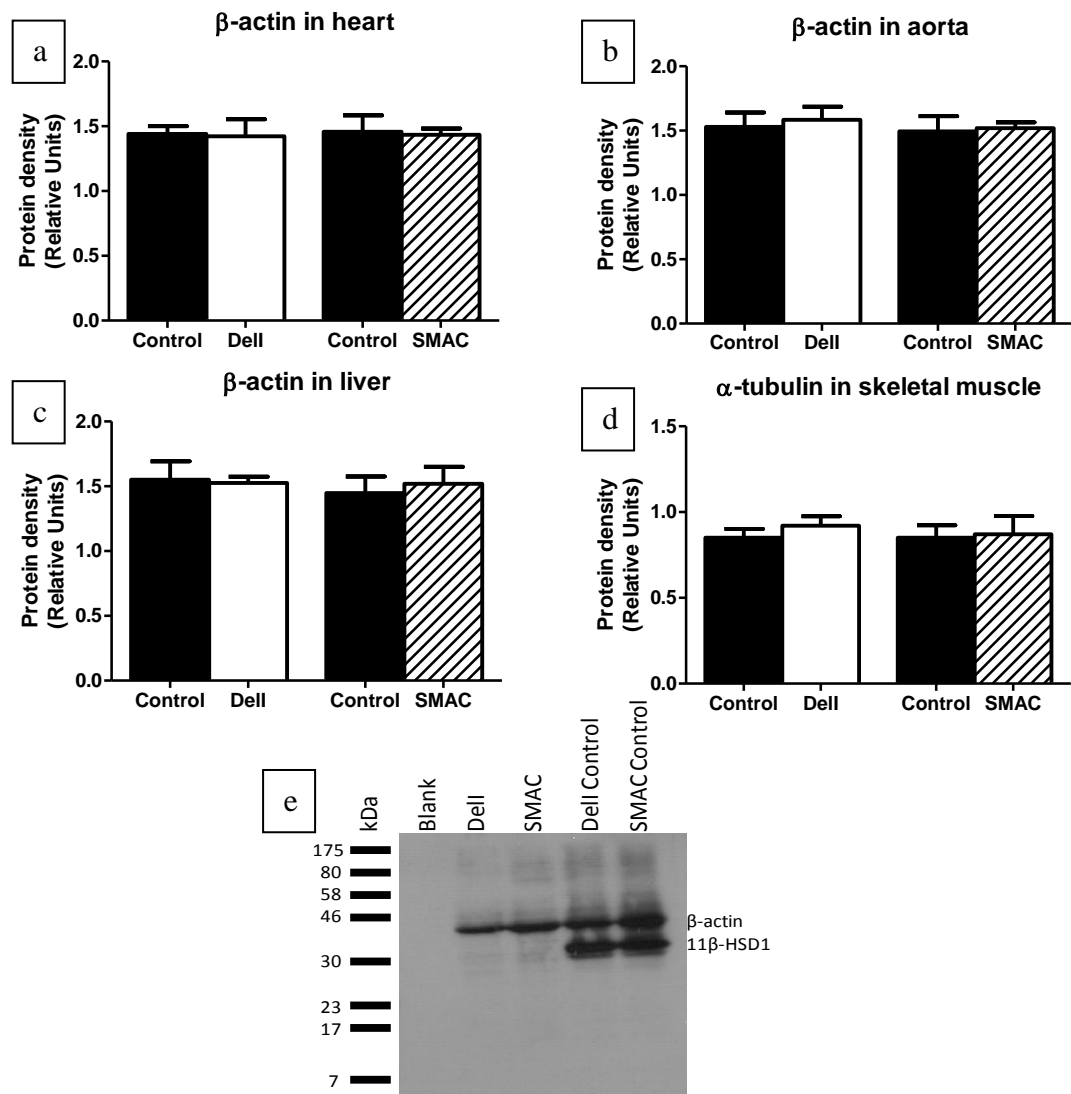 a
β-actin in heart
Protein density
(Relative Units)
2.0
1.5
1.0
0.5
0.0
Control
Dell
Control
SMAC
b
β-actin in aorta
Protein density
(Relative Units)
2.0
1.5
1.0
0.5
0.0
Control
Dell
Control
SMAC
c
β-actin in liver
Protein density
(Relative Units)
2.0
1.5
1.0
0.5
0.0
Control
Dell
Control
SMAC
d
α-tubulin in skeletal muscle
Protein density
(Relative Units)
1.5
1.0
0.5
0.0
Control
Dell
Control
SMAC
e
kDa
Blank
Dell
SMAC
Dell Control
SMAC Control
175
80
58
46
30
23
17
7
β-actin
11β-HSD1